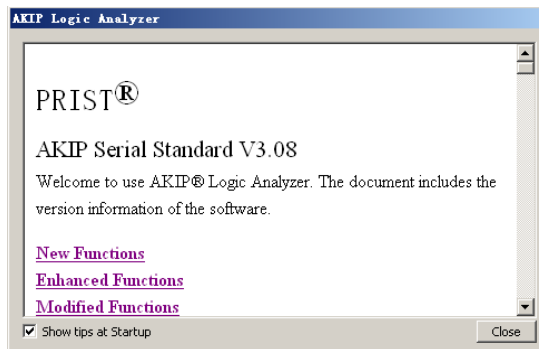 AKIP Logic Analyzer
PRIST®
AKIP Serial Standard V3.08
Welcome to use AKIP® Logic Analyzer. The document includes the
version information of the software.
New Functions
Enhanced Functions
Modified Functions
Show tips at Startup
Close